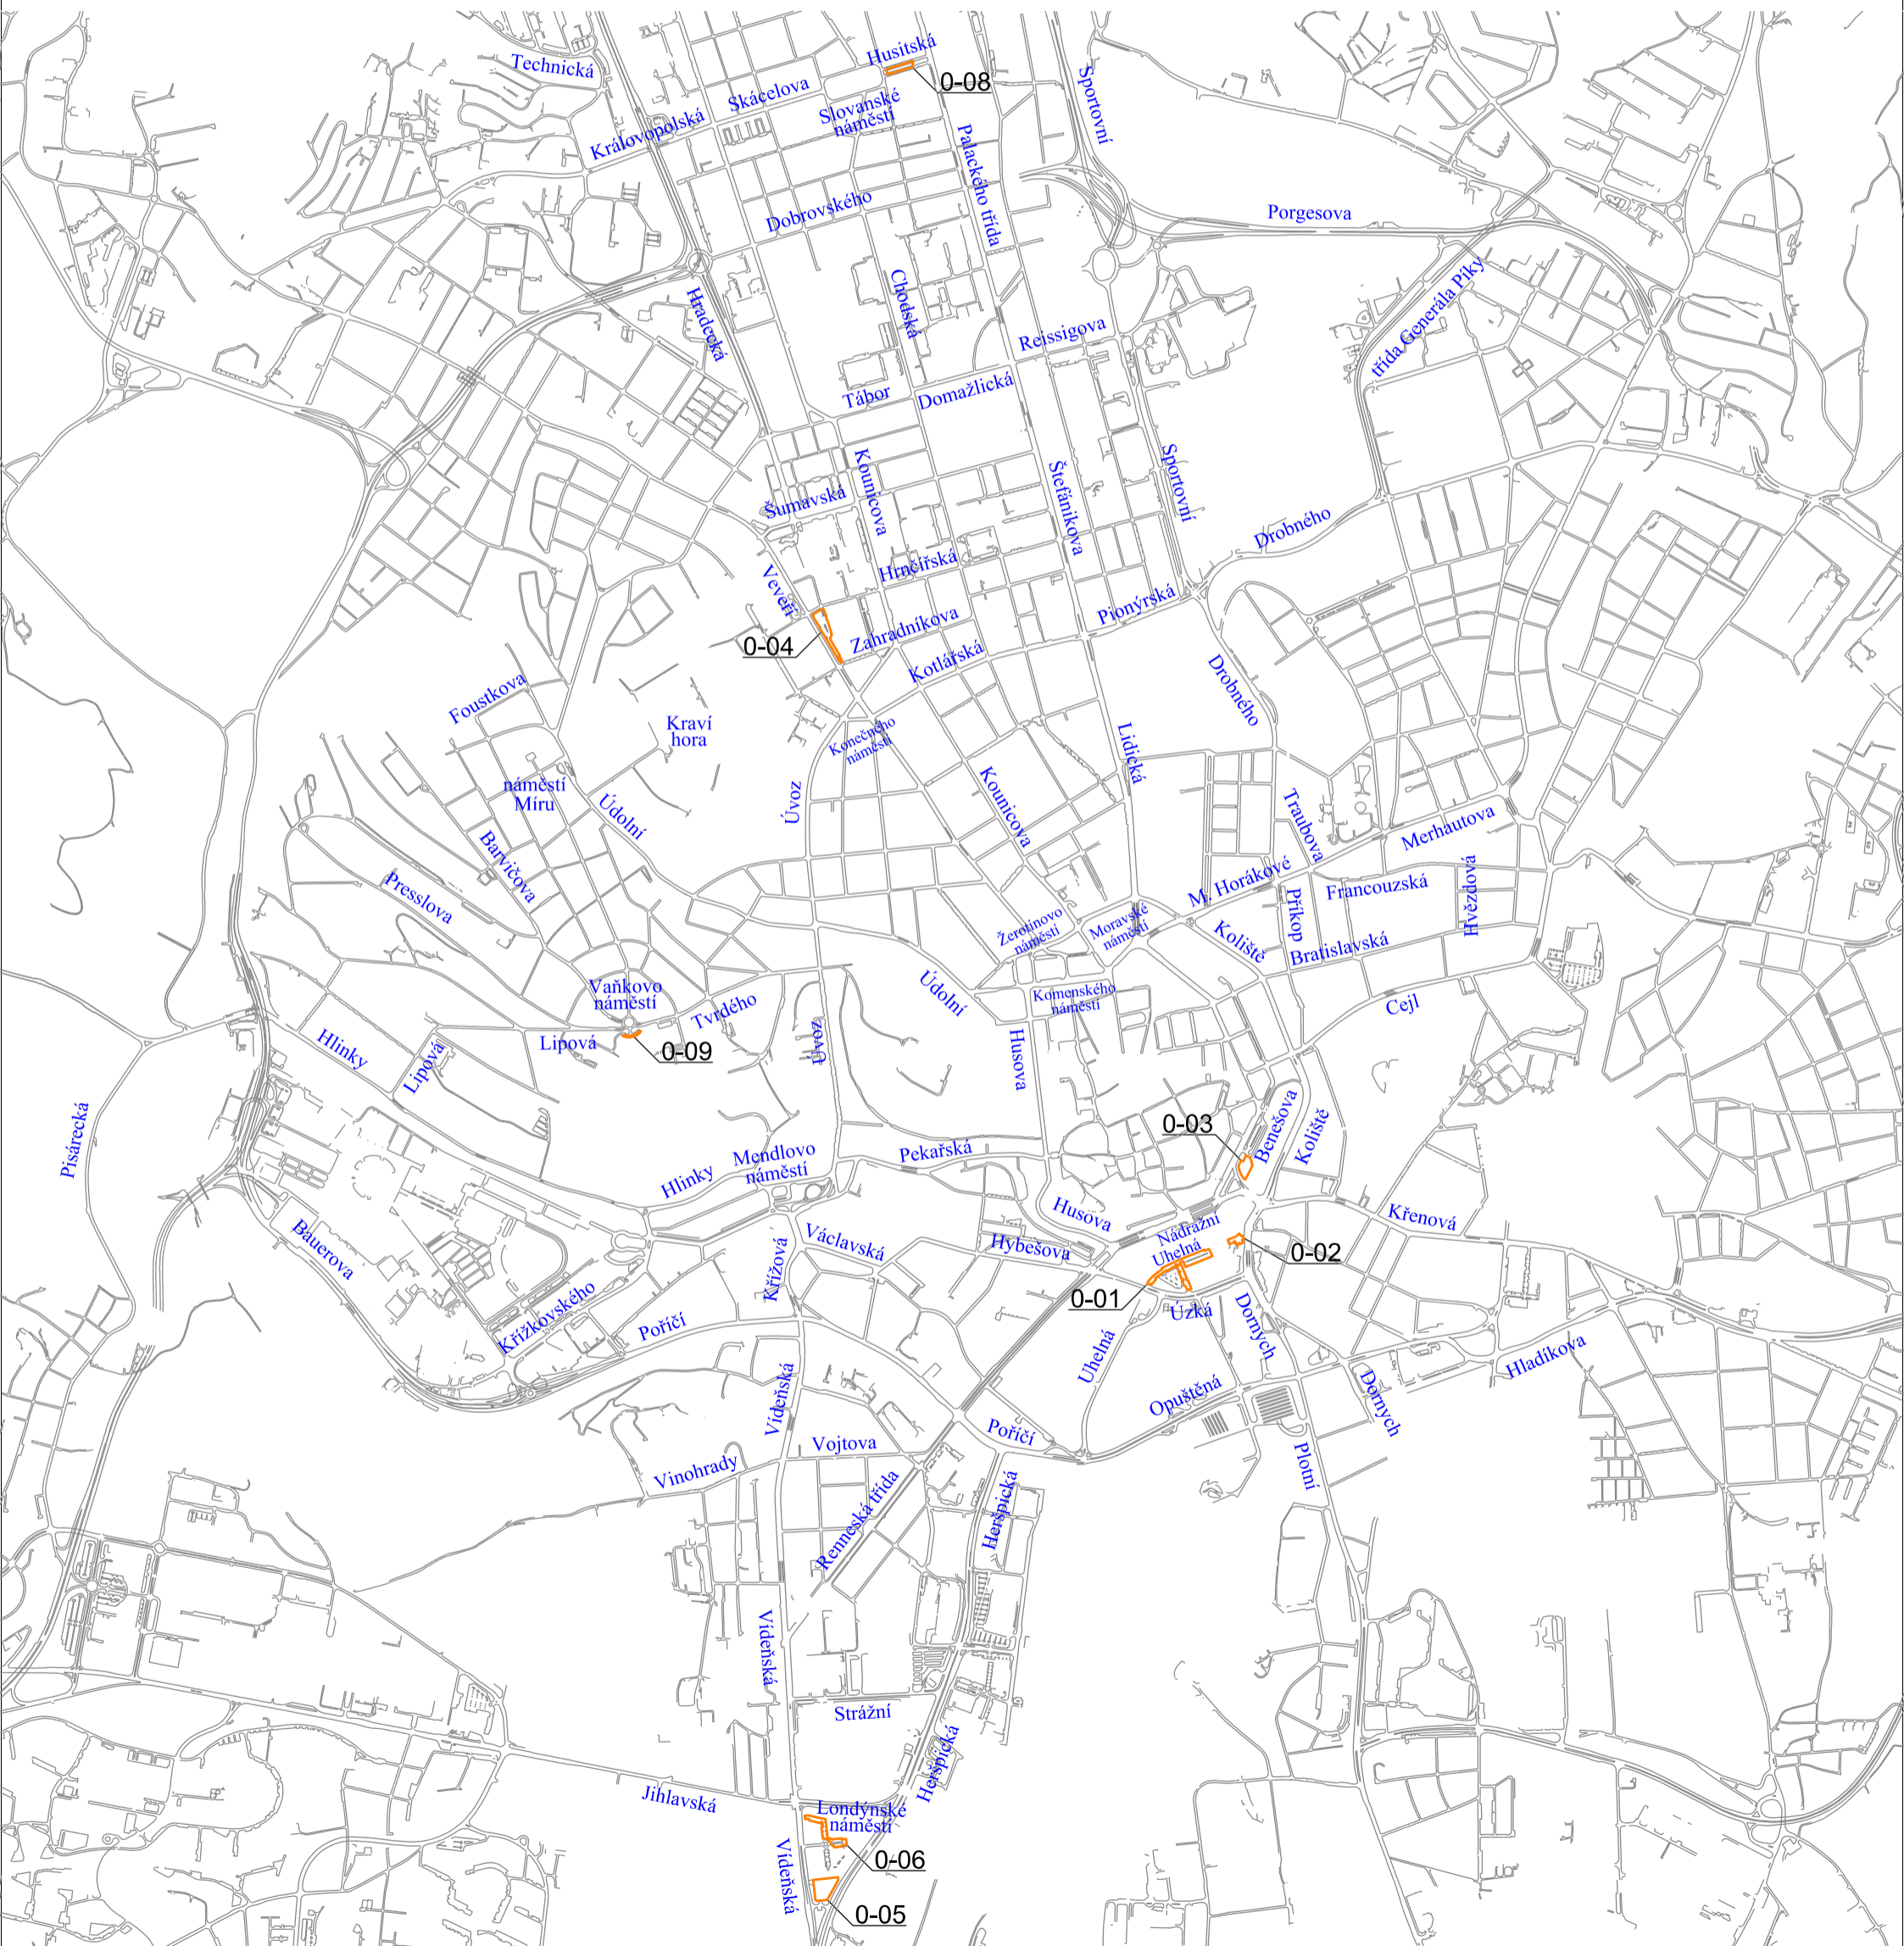 Husitská
Technická
0-08
Sportovní
Skácelova
Slovanské
náměstí
Královopolská
Palackého třída
Dobrovského
Porgesova
Chodská
třída Generála Píky
Hradecká
Reissigova
Tábor
Domažlická
Kounicova
Štefánikova
Sportovní
Šumavská
Drobného
Hrnčířská
Veveří
Pionýrská
Zahradníkova
0-04
Kotlářská
Drobného
Foustkova
Kraví
hora
Konečného
náměstí
Lidická
náměstí
Míru
Úvoz
Kounicova
Údolní
Traubova
Merhautova
Barvičova
M. Horákové
Francouzská
Presslova
Příkop
Hvězdová
Žerotínovo
náměstí
Moravské
náměstí
Koliště
Bratislavská
Údolní
Vaňkovo
náměstí
Komenského
náměstí
Tvrdého
Cejl
Lipová
Hlinky
Úvoz
0-09
Husova
Lipová
Pisárecká
Benešova
0-03
Koliště
Mendlovo
náměstí
Pekařská
Hlinky
Husova
Křenová
Nádražní
Václavská
Hybešova
Uhelná
Bauerova
0-02
Křížová
0-01
Úzká
Křížkovského
Poříčí
Dornych
Uhelná
Hladíkova
Vídeňská
Opuštěná
Dornych
Poříčí
Vojtova
Vinohrady
Plotní
Heršpická
Renneská třída
Vídeňská
Strážní
Heršpická
Jihlavská
Londýnské
náměstí
0-06
Vídeňská
0-05